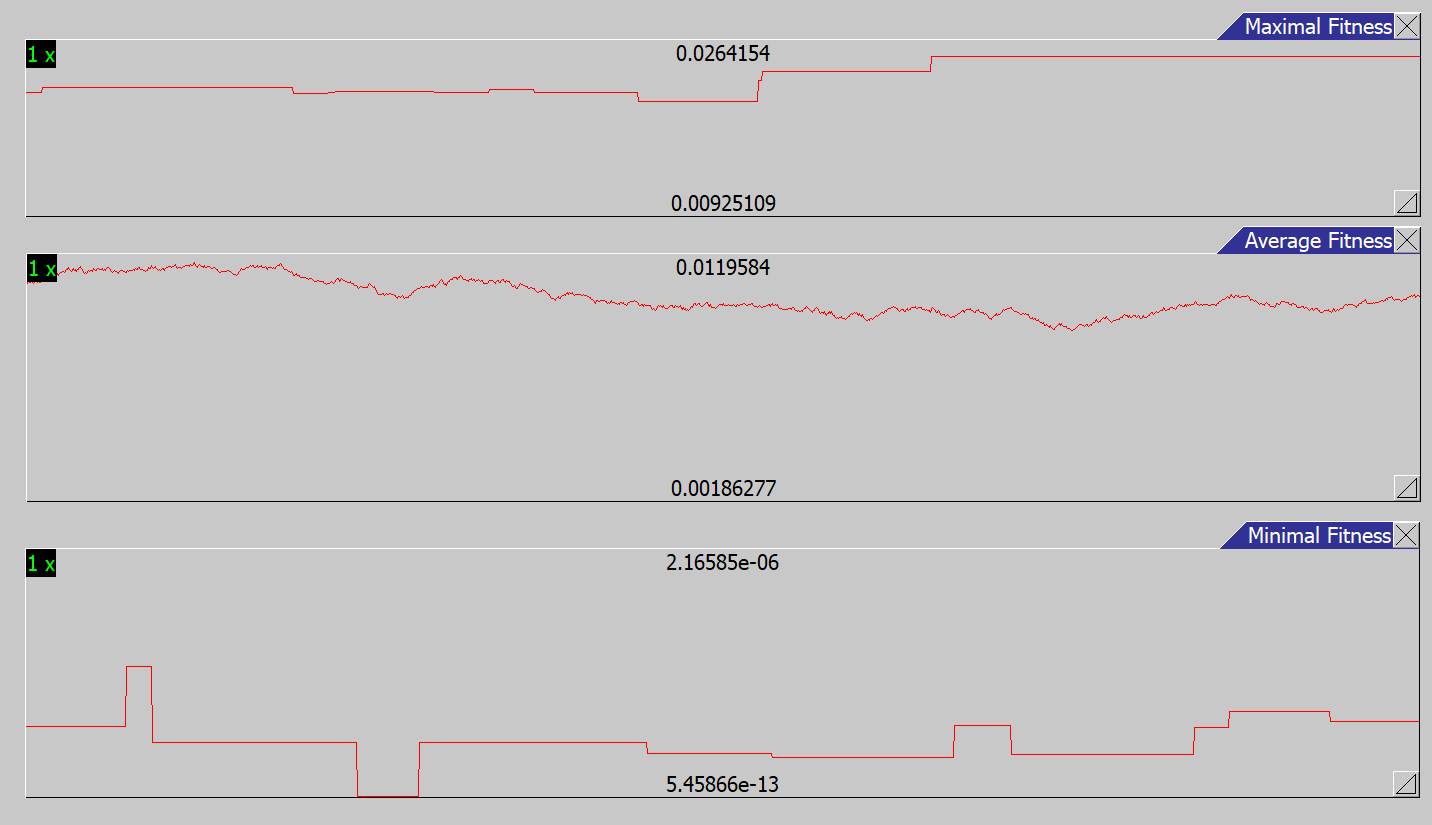 Maximal Fitness
1 x
0.0264154
0.00925109
Average Fitness
1 x
0.0119584
0.00186277
Minimal Fitness
1 x
2.16585e-06
5.45866e-13